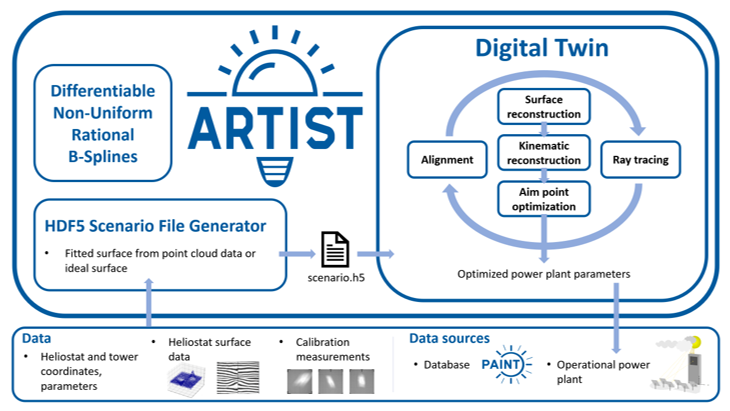 Differentiable
Non-Uniform
Rational
B-Splines
ARTIST
HDF5 Scenario File Generator
• Fitted surface from point cloud data or
ideal surface
scenario.h5
Digital Twin
Surface
reconstruction
Alignment
Kinematic
reconstruction
Ray tracing
Aim point
optimization
Optimized power plant parameters
Data
• Heliostat and tower
coordinates,
parameters
• Heliostat surface
data
• Calibration
measurements
Data sources
• Database
PAINT
• Operational power
plant